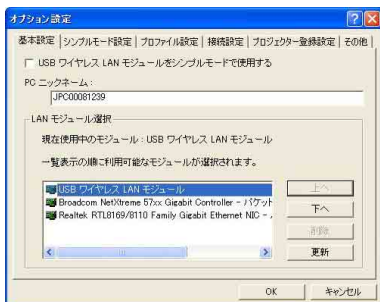 オプション設定
基本設定 シンプルモード設定 プロファイル設定 接続設定 プロジェクター登録設定 その他
USB ワイヤレス LAN モジュールをシンプルモードで使用する
PC ニックネーム：
JPC00081239
LAN モジュール選択
現在使用中のモジュール：USB ワイヤレス LAN モジュール
一覧表示の順に利用可能なモジュールが選択されます。
USB ワイヤレス LAN モジュール
Broadcom NetXtreme 57xx Gigabit Controller - パケット
Realtek RTL8169/8110 Family Gigabit Ethernet NIC -
上へ
下へ
削除
更新
OK キャンセル